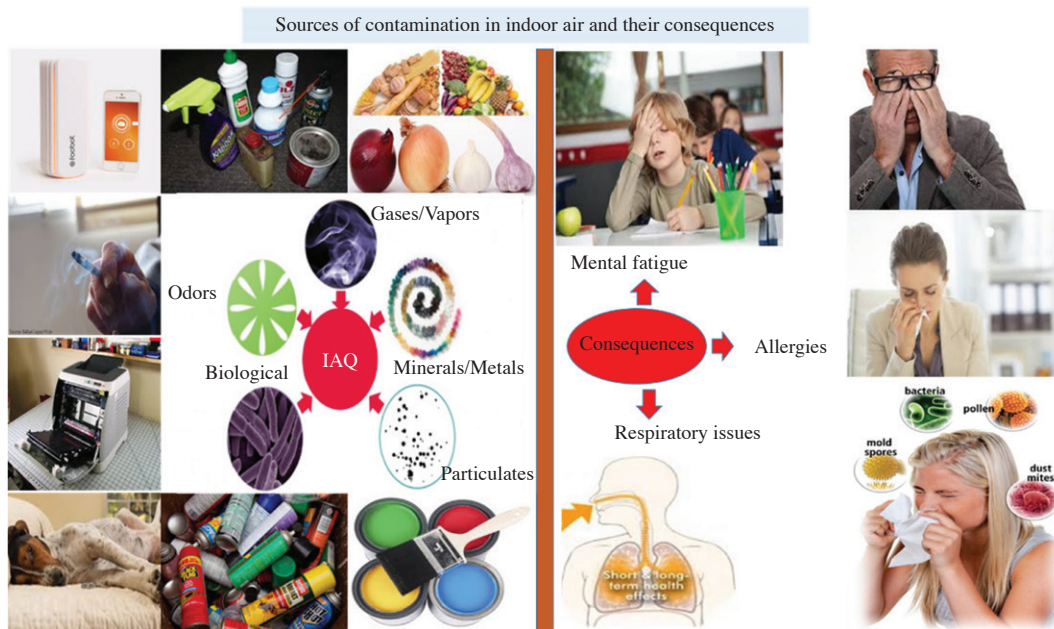 Sources of contamination in indoor air and their consequences
foobot
Gases/Vapors
Odors
IAQ
Biological
Minerals/Metals
Particulates
Mental fatigue
Consequences
Allergies
Respiratory issues
Short & long-
term health
effects
bacteria
pollen
mold
spores
dust
mites